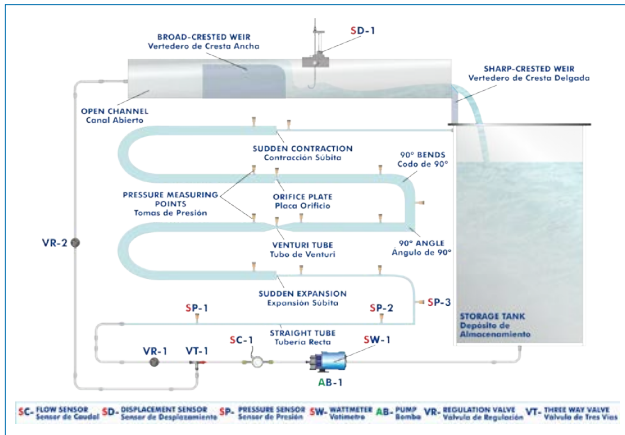 BROAD-CRESTED WEIR
Vertedero de Cresta Ancha
SD-1
SHARP-CRESTED WEIR
Vertedero de Cresta Delgada
OPEN CHANNEL
Canal Abierto
SUDDEN CONTRACTION
Contracción Súbita
90º BENDS
Codo de 90º
PRESSURE MEASURING
POINTS
Tomas de Presión
ORIFICE PLATE
Placa Orificio
VR-2
VENTURI TUBE
Tubo de Venturi
90º ANGLE
Ángulo de 90º
SUDDEN EXPANSION
Expansión Súbita
SP-1
SP-2
SP-3
STRAIGHT TUBE
Tubería Recta
STORAGE TANK
Depósito de
Almacenamiento
VR-1
VT-1
SC-1
SW-1
AB-1
SC- FLOW SENSOR SD- DISPLACEMENT SENSOR SP- PRESSURE SENSOR SW- WATTMETER AB- PUMP VR- REGULATION VALVE VT- THREE WAY VALVE
Sensor de Caudal Sensor de Desplazamiento Sensor de Presión Vatímetro Bomba Válvula de Regulación Válvula de Tres Vías